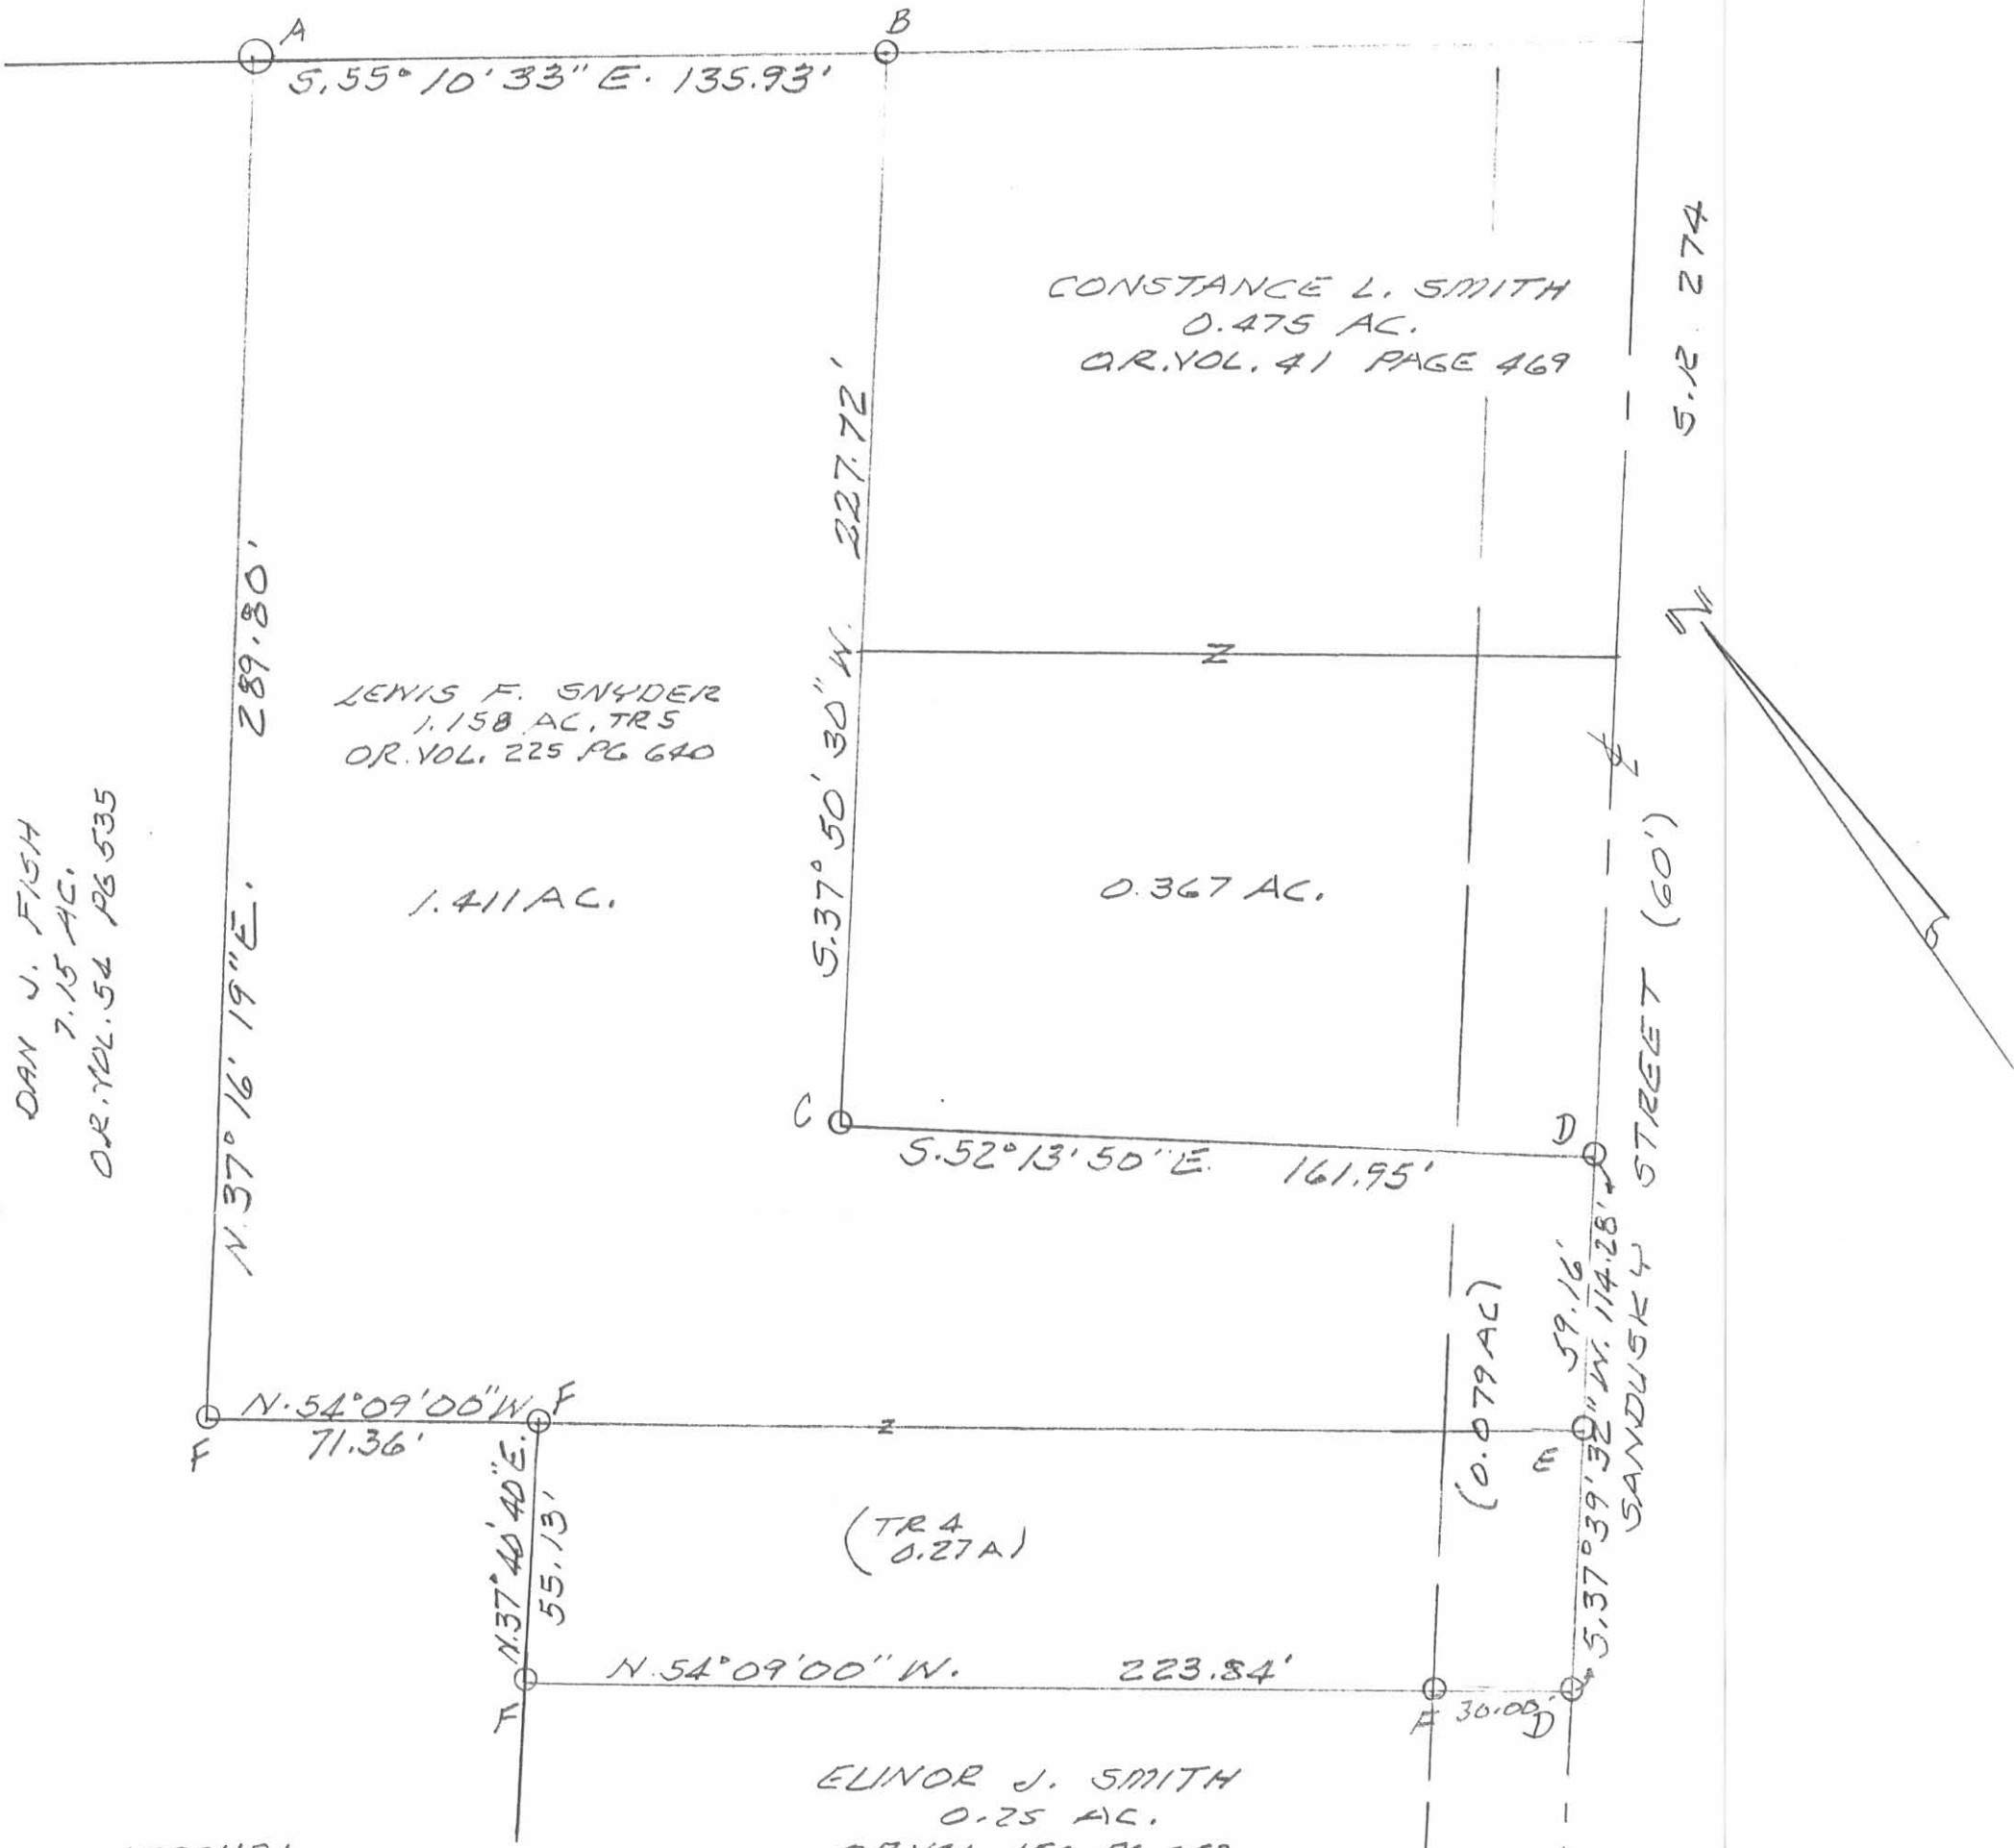 A
B
S. 55° 10' 33" E. 135.93'
S.R. 274
CONSTANCE L. SMITH
0.475 AC.
O.R. VOL. 41 PAGE 469
S. 37° 50' 30" W. 227.72'
N. 37° 16' 19" E. 289.80'
N
Z
LEWIS F. SNYDER
1.158 AC. TR 5
OR. VOL. 225 PG 640
DAN J. FISH
7.15 AC.
O.R. VOL. 54 PG 535
1.411 AC.
0.367 AC.
C
D
S. 52° 13' 50" E. 161.95'
SANDUSKY STREET (60')
59.16'
S. 37° 39' 32" W. 114.28'
(0.079 AC)
N. 54° 09' 00" W.
71.36'
F
F
Z
E
N. 37° 40' 40" E.
55.13'
(TR 4
0.27 A)
N. 54° 09' 00" W. 223.84'
F
F
30.00'
D
ELINOR J. SMITH
0.25 AC.